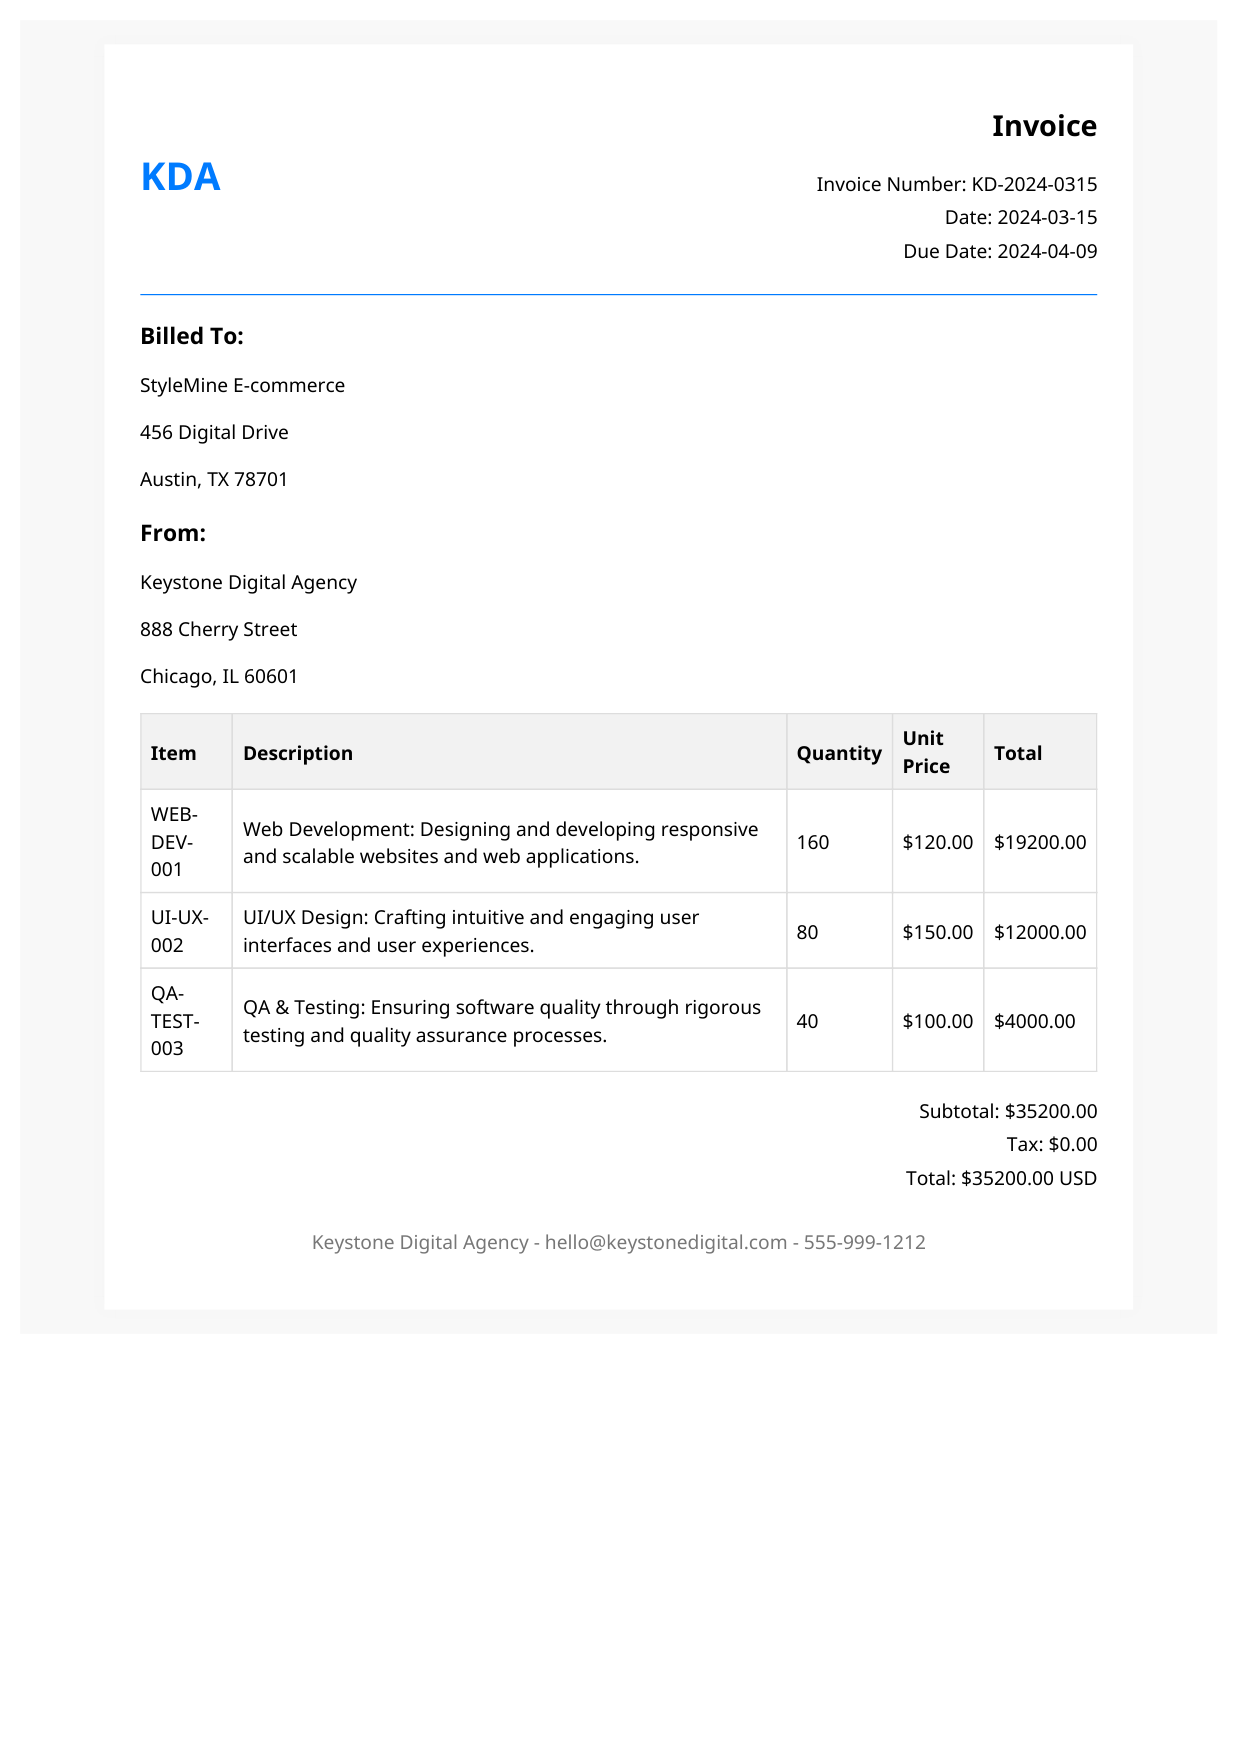 Invoice
KDA
Invoice Number: KD-2024-0315
Date: 2024-03-15
Due Date: 2024-04-09
Billed To:
StyleMine E-commerce
456 Digital Drive
Austin, TX 78701
From:
Keystone Digital Agency
888 Cherry Street
Chicago, IL 60601
Item Description Quantity Unit Price Total
WEB-
DEV-
001
Web Development: Designing and developing responsive
and scalable websites and web applications.
160 $120.00 $19200.00
UI-UX-
002
UI/UX Design: Crafting intuitive and engaging user
interfaces and user experiences.
80 $150.00 $12000.00
QA-
TEST-
003
QA & Testing: Ensuring software quality through rigorous
testing and quality assurance processes.
40 $100.00 $4000.00
Subtotal: $35200.00
Tax: $0.00
Total: $35200.00 USD
Keystone Digital Agency - hello@keystonedigital.com - 555-999-1212